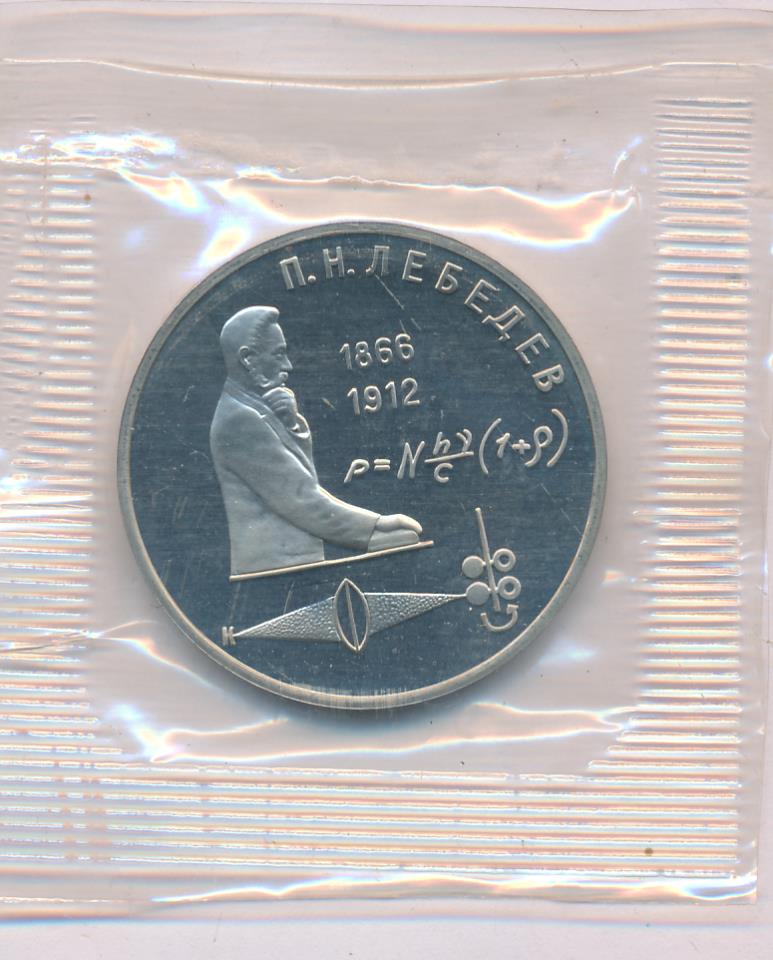 П.Н.ЛЕБЕДЕВ
1866
1912
p=N hν/c (1+ρ)
К